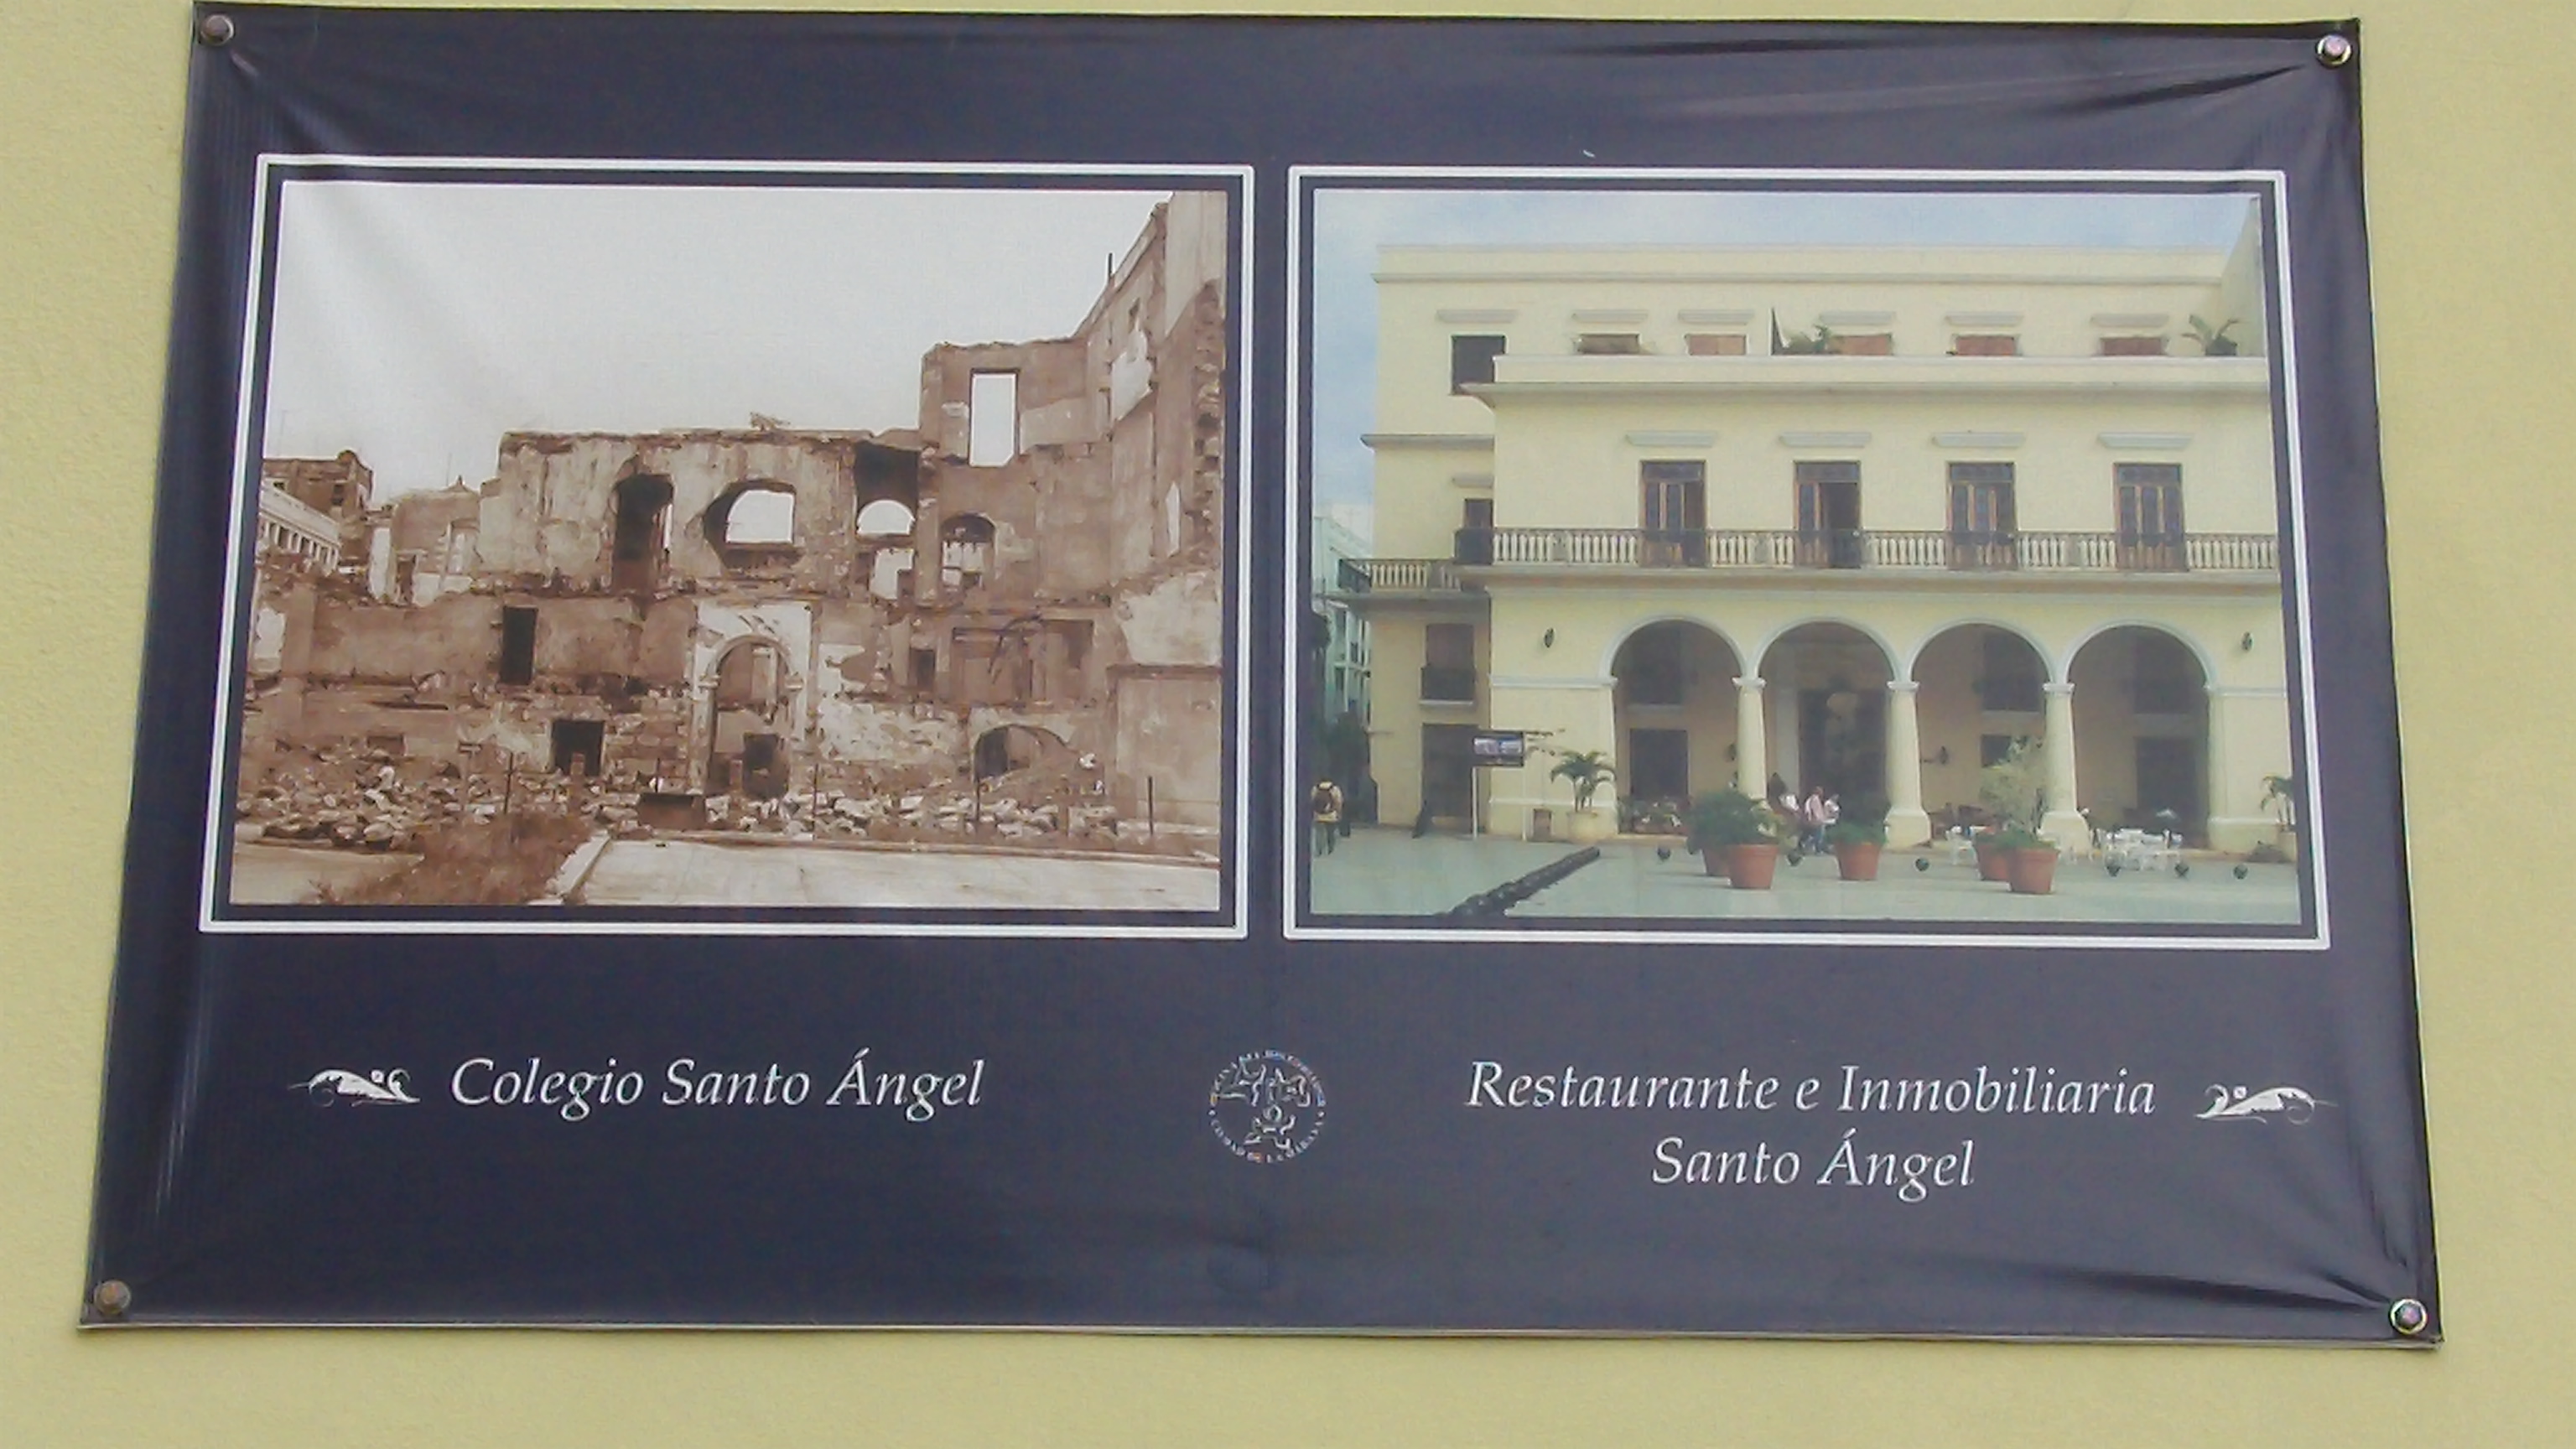 Colegio Santo Ángel
Restaurante e Inmobiliaria
Santo Ángel